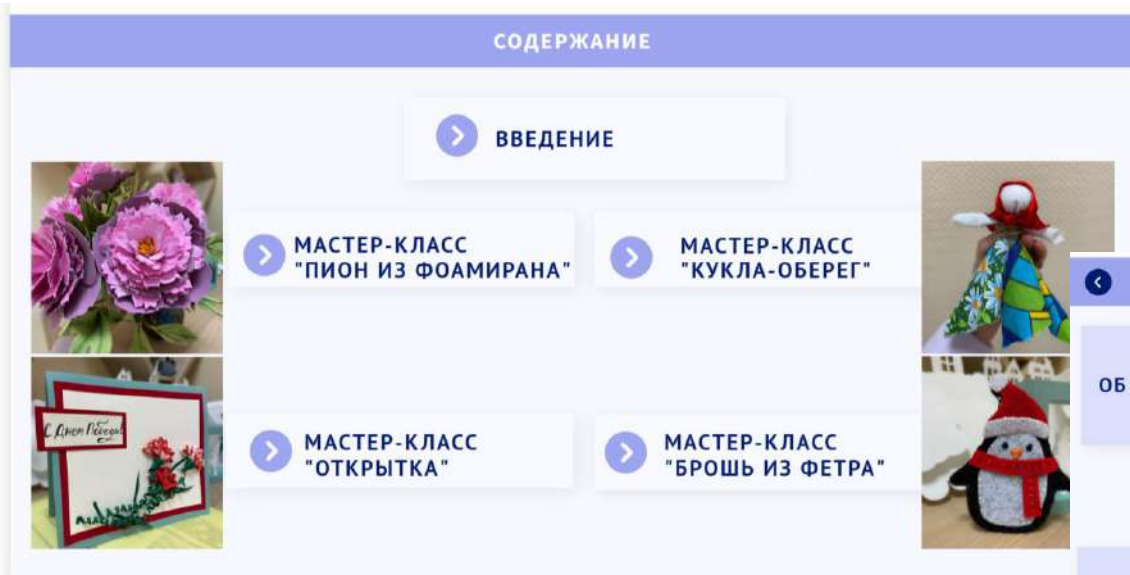 СОДЕРЖАНИЕ
ВВЕДЕНИЕ
МАСТЕР-КЛАСС
"ПИОН ИЗ ФОАМИРАНА"
МАСТЕР-КЛАСС
"КУКЛА-ОБЕРЕГ"
ОБ
С Днем Победы!
МАСТЕР-КЛАСС
"ОТКРЫТКА"
МАСТЕР-КЛАСС
"БРОШЬ ИЗ ФЕТРА"